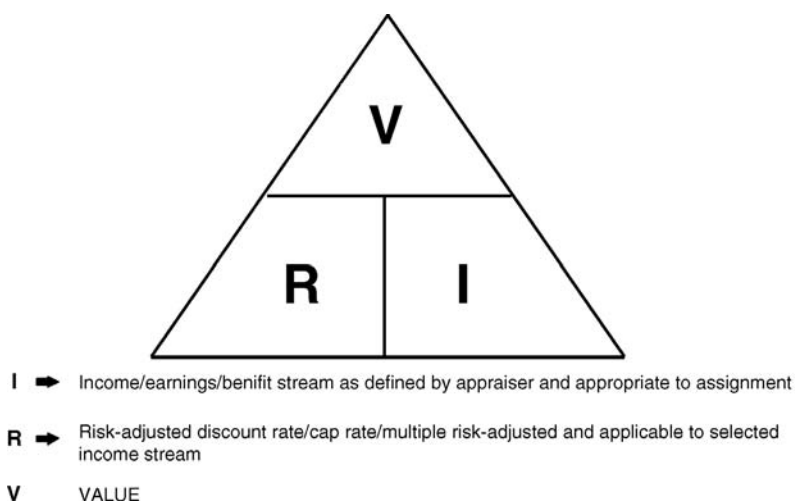 V
R I
I ➡ Income/earnings/benifit stream as defined by appraiser and appropriate to assignment
R ➡ Risk-adjusted discount rate/cap rate/multiple risk-adjusted and applicable to selected
income stream
V VALUE